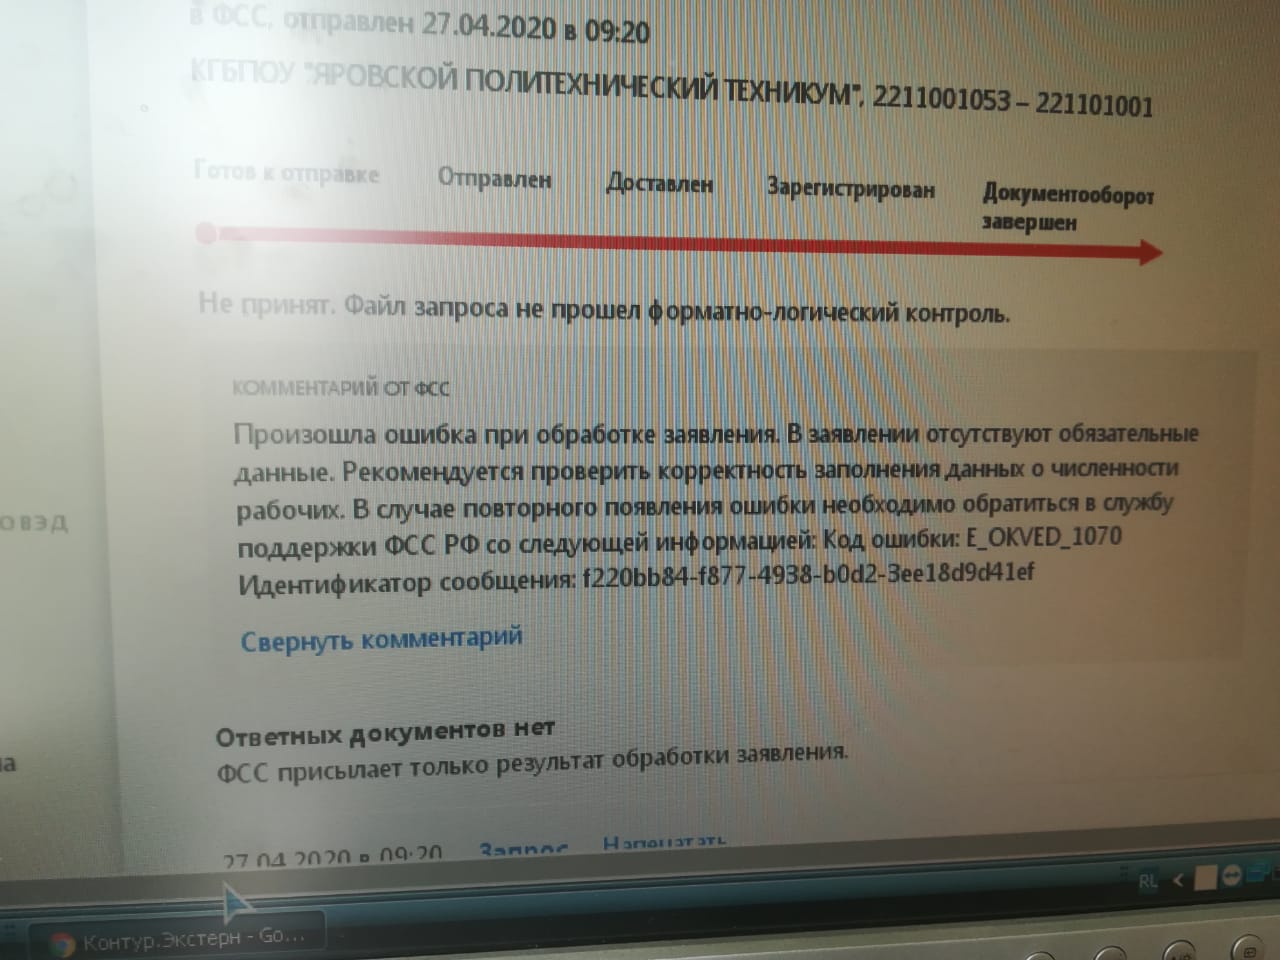 в ФСС, отправлен 27.04.2020 в 09:20
КГБПОУ "ЯРОВСКОЙ ПОЛИТЕХНИЧЕСКИЙ ТЕХНИКУМ", 2211001053 – 221101001
Готов к отправке Отправлен Доставлен Зарегистрирован Документооборот
завершен
Не принят. Файл запроса не прошел форматно-логический контроль.
КОММЕНТАРИЙ ОТ ФСС
Произошла ошибка при обработке заявления. В заявлении отсутствуют обязательные
данные. Рекомендуется проверить корректность заполнения данных о численности
рабочих. В случае повторного появления ошибки необходимо обратиться в службу
поддержки ФСС РФ со следующей информацией: Код ошибки: E_OKVED_1070
Идентификатор сообщения: f220bb84-f877-4938-b0d2-3ee18d9d41ef
ОВЭД
Свернуть комментарий
Ответных документов нет
ФСС присылает только результат обработки заявления.
27.04.2020 в 09:20 Запрос Напечатать
RL
Контур.Экстерн - Go...